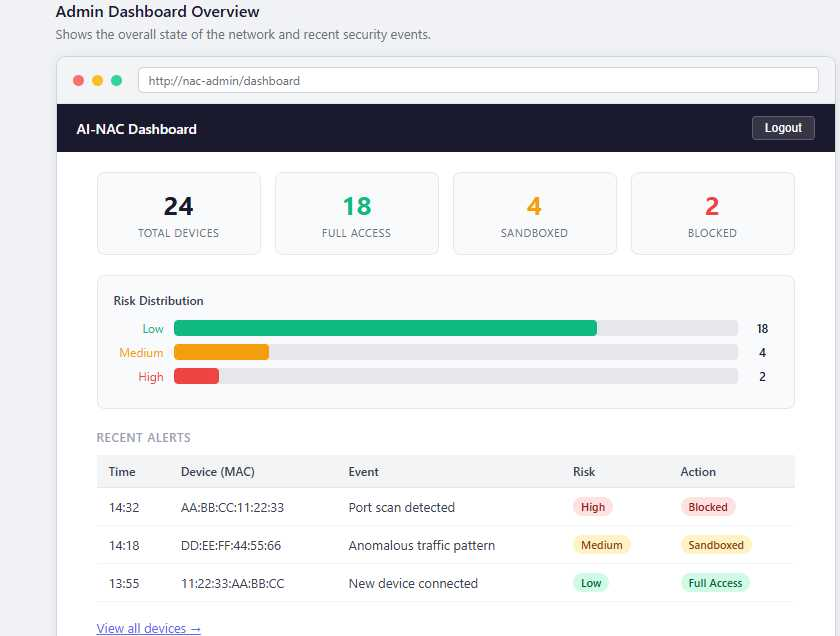 Admin Dashboard Overview
Shows the overall state of the network and recent security events.
http://nac-admin/dashboard
AI-NAC Dashboard Logout
24 18 4 2
TOTAL DEVICES FULL ACCESS SANDBOXED BLOCKED
Risk Distribution
Low 18
Medium 4
High 2
RECENT ALERTS
Time Device (MAC) Event Risk Action
14:32 AA:BB:CC:11:22:33 Port scan detected High Blocked
14:18 DD:EE:FF:44:55:66 Anomalous traffic pattern Medium Sandboxed
13:55 11:22:33:AA:BB:CC New device connected Low Full Access
View all devices →